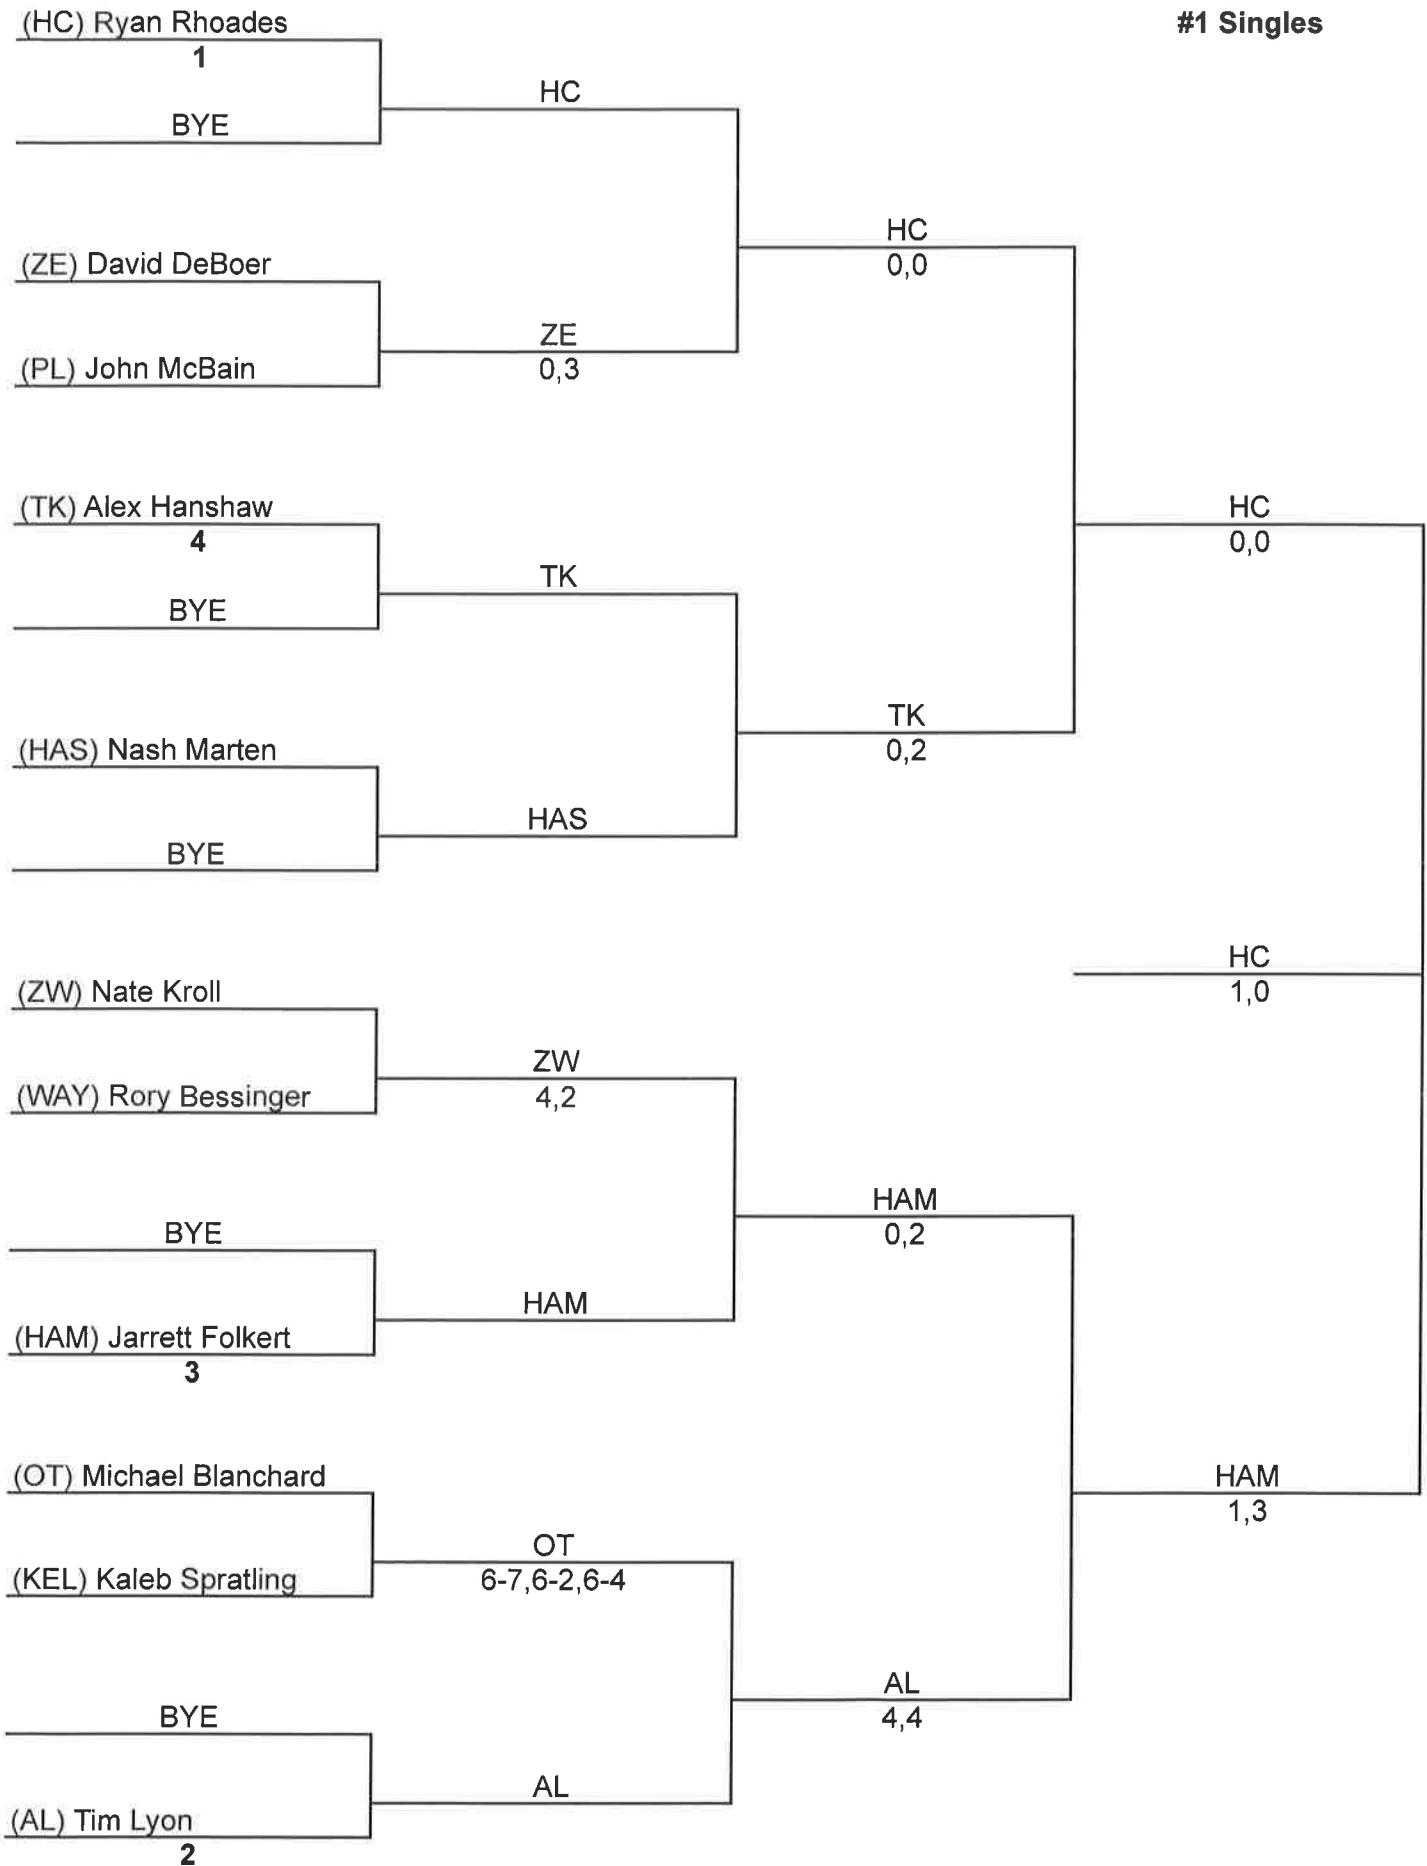 (HC) Ryan Rhoades
#1 Singles
1
HC
BYE
HC
0,0
(ZE) David DeBoer
ZE
0,3
(PL) John McBain
(TK) Alex Hanshaw
4
HC
0,0
TK
BYE
TK
0,2
(HAS) Nash Marten
HAS
BYE
HC
1,0
(ZW) Nate Kroll
ZW
4,2
(WAY) Rory Bessinger
HAM
0,2
BYE
HAM
(HAM) Jarrett Folkert
3
(OT) Michael Blanchard
HAM
1,3
OT
6-7,6-2,6-4
(KEL) Kaleb Spratling
AL
4,4
BYE
AL
(AL) Tim Lyon
2